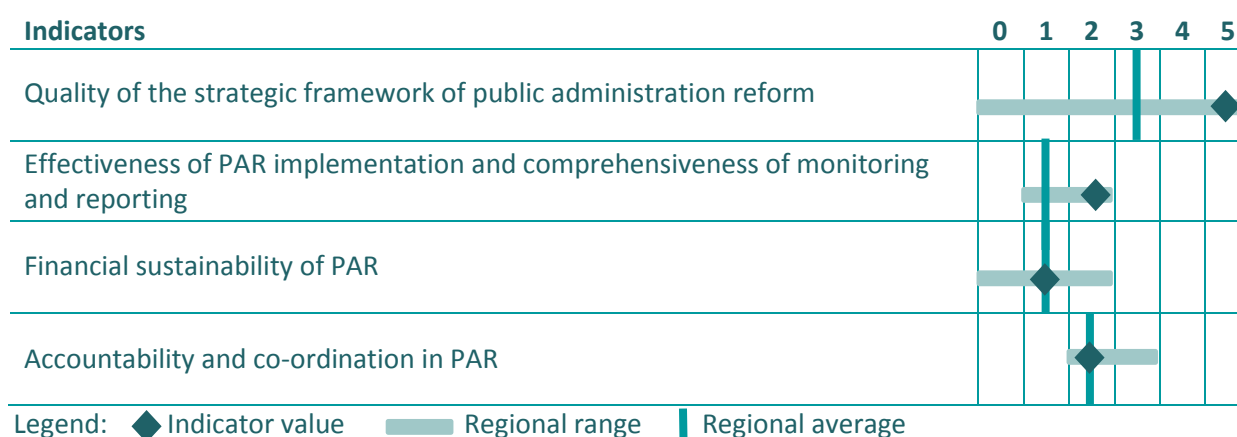 Indicators 0 1 2 3 4 5
Quality of the strategic framework of public administration reform
Effectiveness of PAR implementation and comprehensiveness of monitoring
and reporting
Financial sustainability of PAR
Accountability and co-ordination in PAR
Legend: Indicator value Regional range Regional average